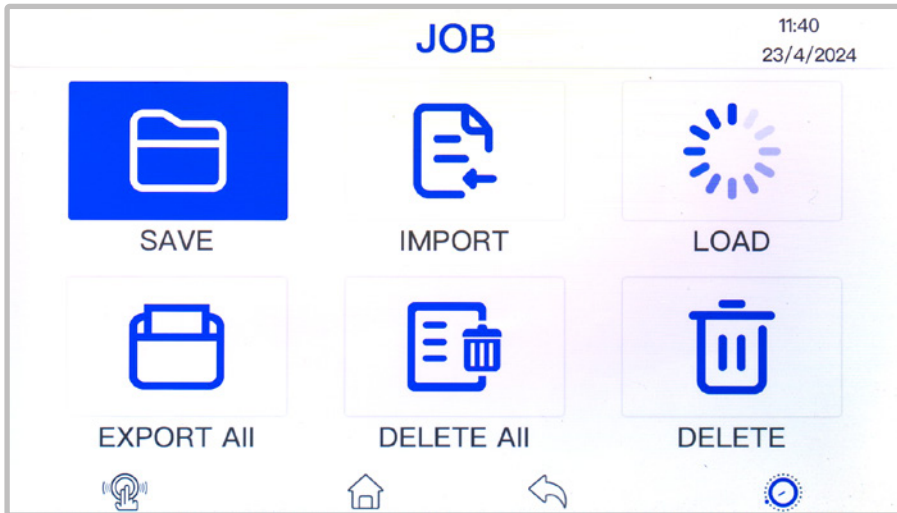 JOB
11:40
23/4/2024
SAVE
IMPORT
LOAD
EXPORT All
DELETE All
DELETE